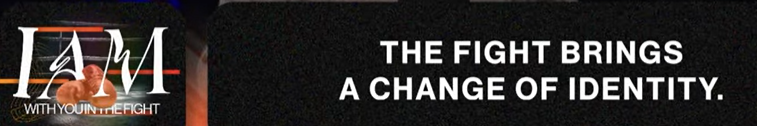 I AM
WITH YOU IN THE FIGHT
THE FIGHT BRINGS
A CHANGE OF IDENTITY.